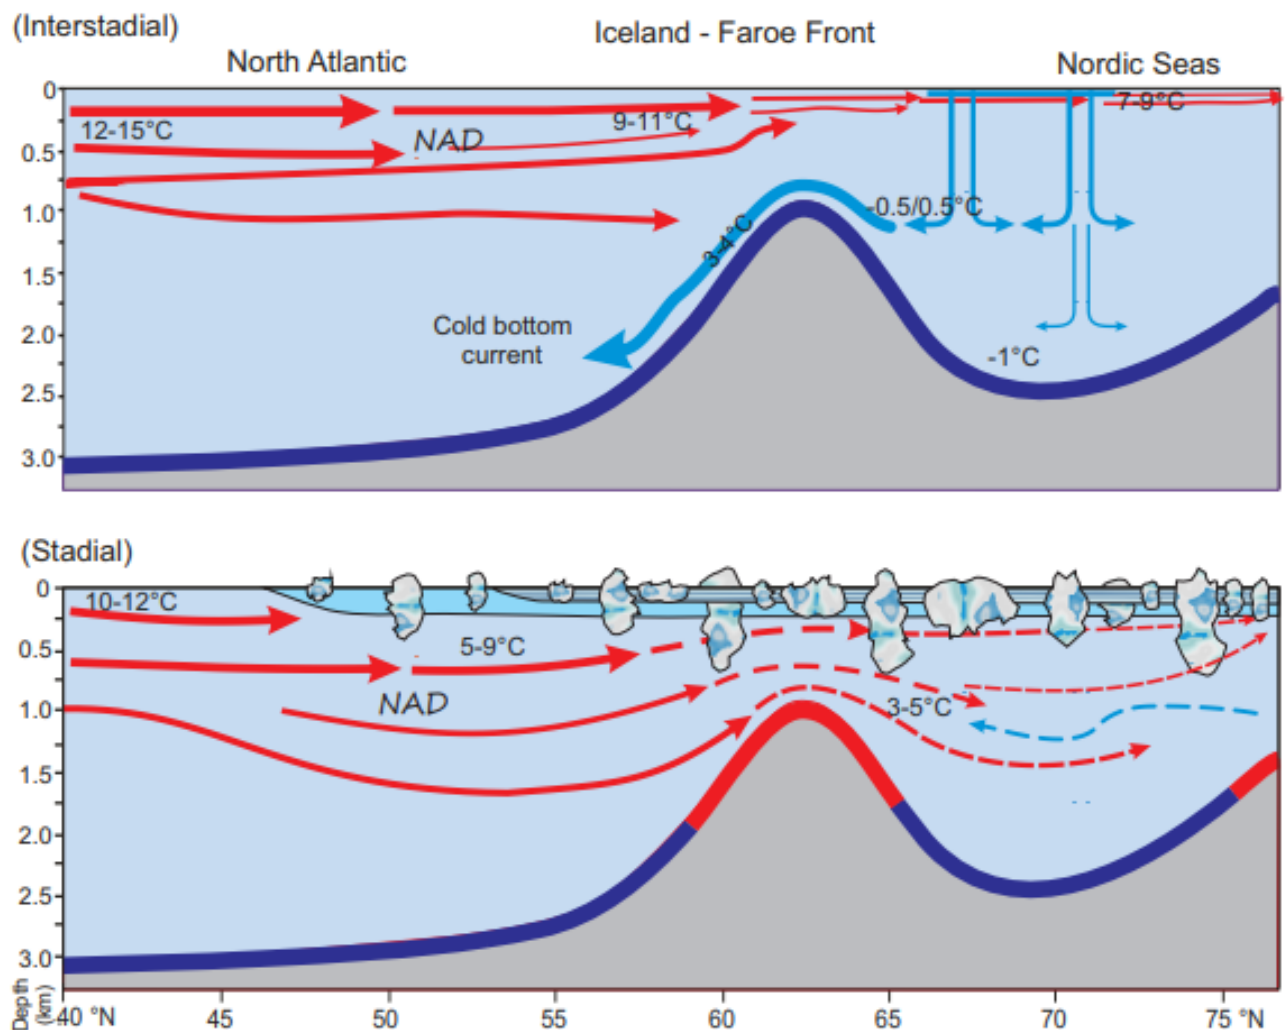 (Interstadial)
Iceland - Faroe Front
North Atlantic
Nordic Seas
0
0.5
1.0
1.5
2.0
2.5
3.0
12-15°C
NAD
9-11°C
7-9°C
-0.5/0.5°C
3-4°C
Cold bottom
current
-1°C
(Stadial)
0
0.5
1.0
1.5
2.0
2.5
3.0
10-12°C
5-9°C
NAD
3-5°C
Depth
(km)
40 °N
45
50
55
60
65
70
75 °N